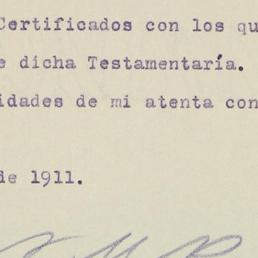 Certificados con los qu
e dicha Testamentaría.
idades de mi atenta con
de 1911.